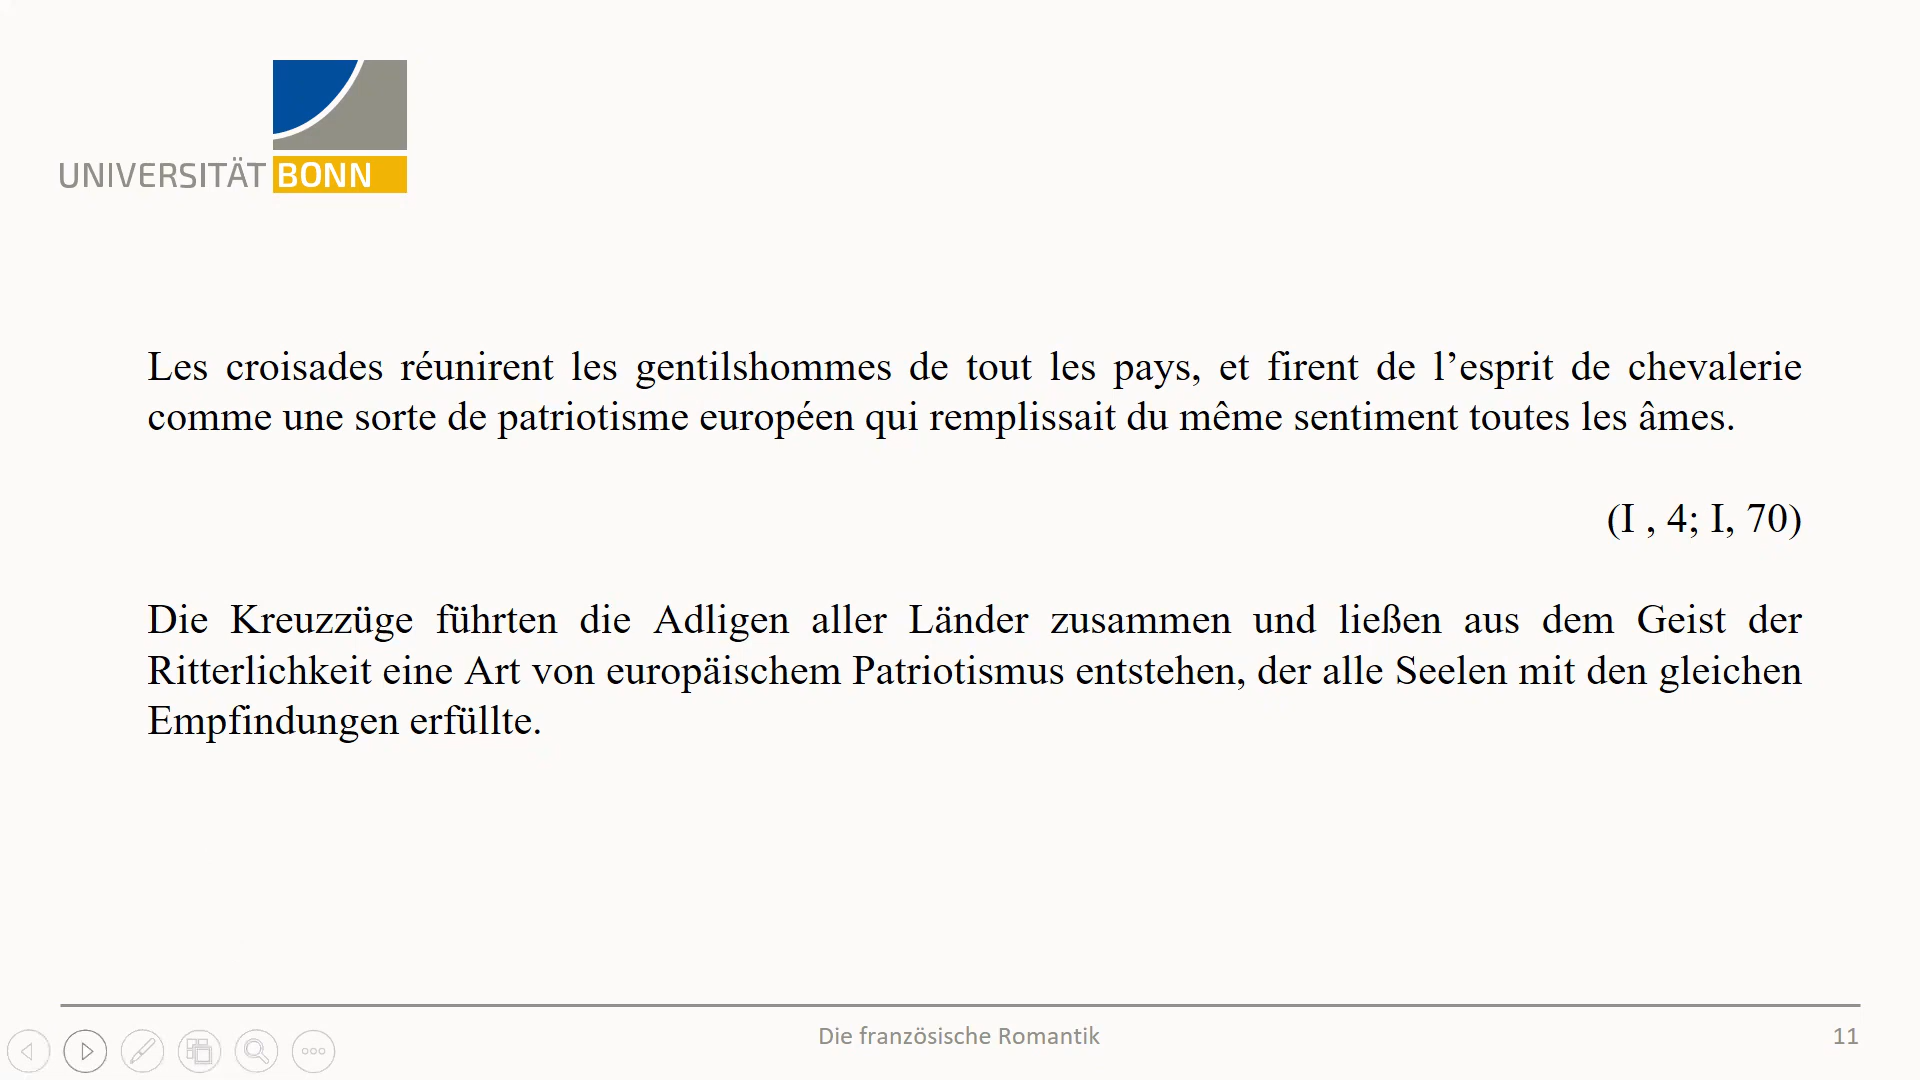 UNIVERSITÄT BONN
Les croisades réunirent les gentilshommes de tout les pays, et firent de l’esprit de chevalerie
comme une sorte de patriotisme européen qui remplissait du même sentiment toutes les âmes.
(I , 4; I, 70)
Die Kreuzzüge führten die Adligen aller Länder zusammen und ließen aus dem Geist der
Ritterlichkeit eine Art von europäischem Patriotismus entstehen, der alle Seelen mit den gleichen
Empfindungen erfüllte.
Die französische Romantik
11